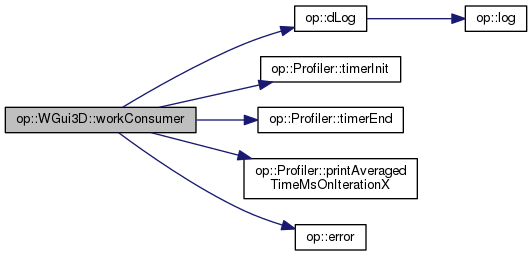 op::dLog
op::log
op::Profiler::timerInit
op::WGui3D::workConsumer
op::Profiler::timerEnd
op::Profiler::printAveraged
TimeMsOnIterationX
op::error